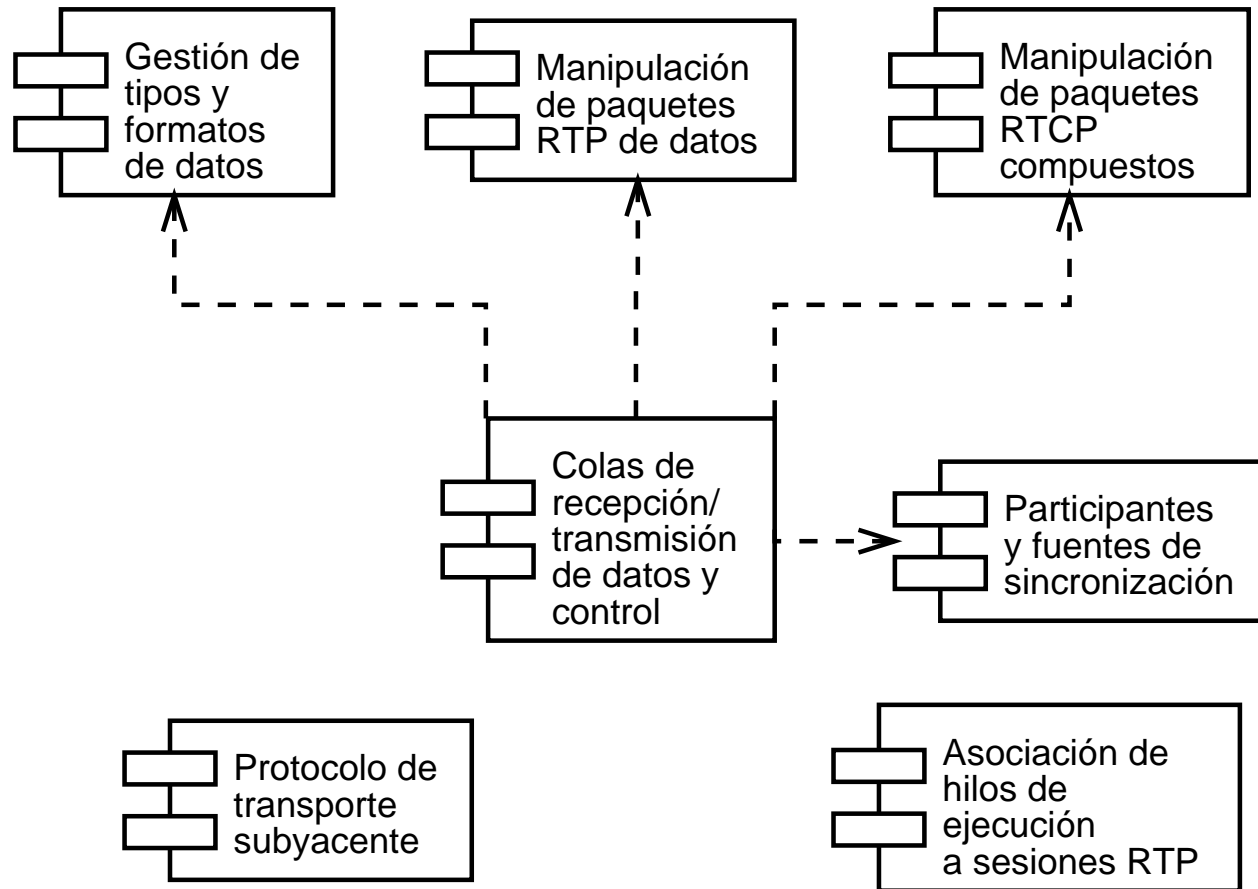 Gestión de
tipos y
formatos
de datos
Manipulación
de paquetes
RTP de datos
Manipulación
de paquetes
RTCP
compuestos
Colas de
recepción/
transmisión
de datos y
control
Participantes
y fuentes de
sincronización
Protocolo de
transporte
subyacente
Asociación de
hilos de
ejecución
a sesiones RTP